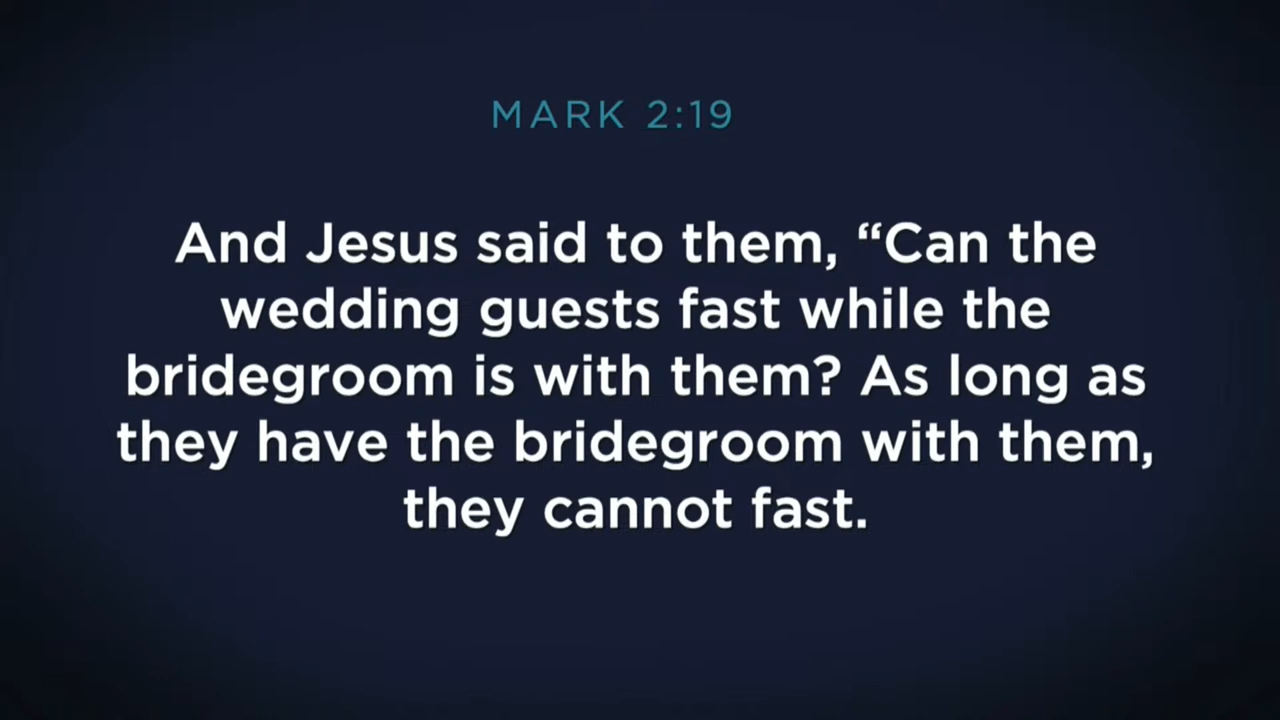 MARK 2:19
And Jesus said to them, “Can the
wedding guests fast while the
bridegroom is with them? As long as
they have the bridegroom with them,
they cannot fast.